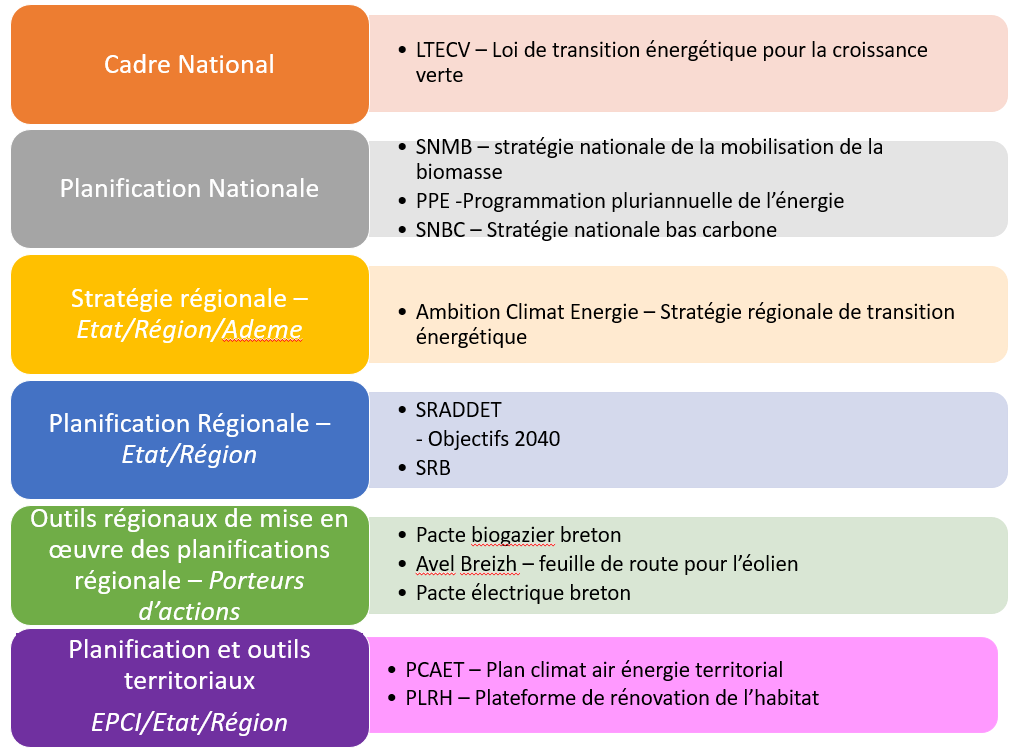 Cadre National
• LTECV – Loi de transition énergétique pour la croissance
verte
Planification Nationale
• SNMB – stratégie nationale de la mobilisation de la
biomasse
• PPE -Programmation pluriannuelle de l’énergie
• SNBC – Stratégie nationale bas carbone
Stratégie régionale –
Etat/Région/Ademe
• Ambition Climat Energie – Stratégie régionale de transition
énergétique
Planification Régionale –
Etat/Région
• SRADDET
- Objectifs 2040
• SRB
Outils régionaux de mise en
œuvre des planifications
régionale – Porteurs
d’actions
• Pacte biogazier breton
• Avel Breizh – feuille de route pour l’éolien
• Pacte électrique breton
Planification et outils
territoriaux
EPCI/Etat/Région
• PCAET – Plan climat air énergie territorial
• PLRH – Plateforme de rénovation de l’habitat